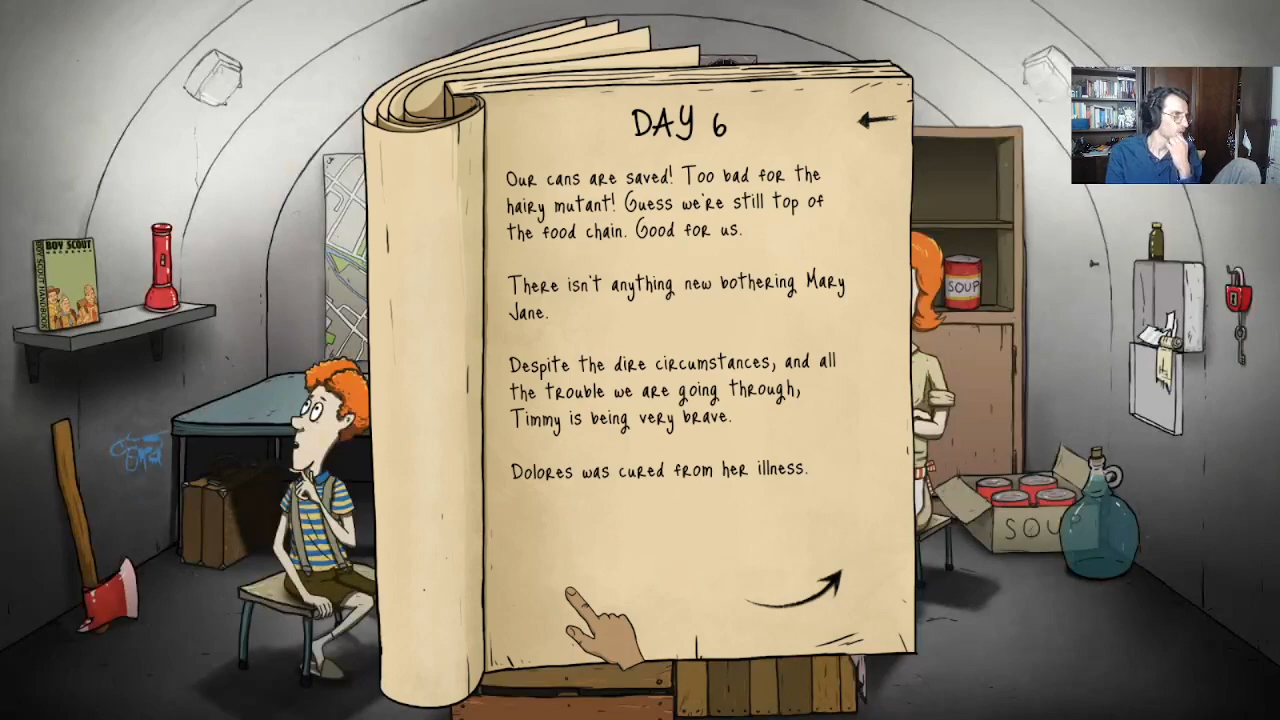 DAY 6
Our cans are saved! Too bad for the
hairy mutant! Guess we're still top of
the food chain. Good for us.
There isn't anything new bothering Mary
Jane.
Despite the dire circumstances, and all
the trouble we are going through,
Timmy is being very brave.
Dolores was cured from her illness.
BOY SCOUT
BOY SCOUT HANDBOOK
SOUP
SOUP